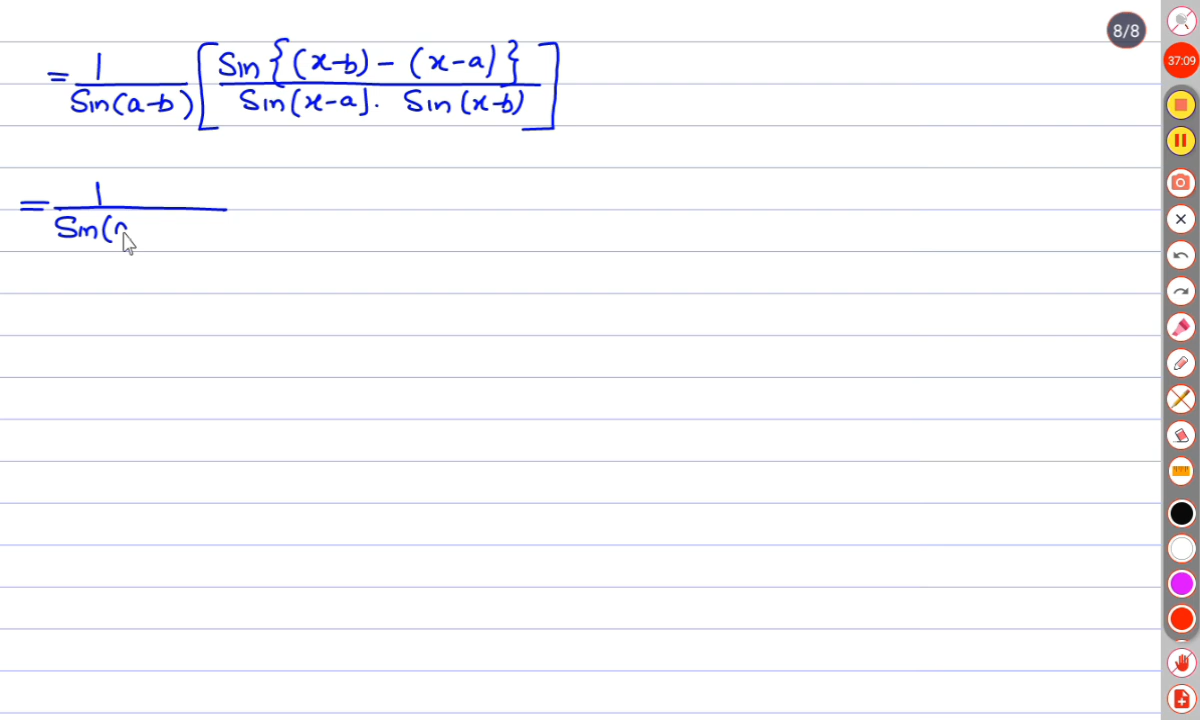 8/8
= 1/Sin(a-b) [ Sin{(x-b) - (x-a)} / Sin(x-a). Sin(x-b) ]
37:09
= 1/Sin(